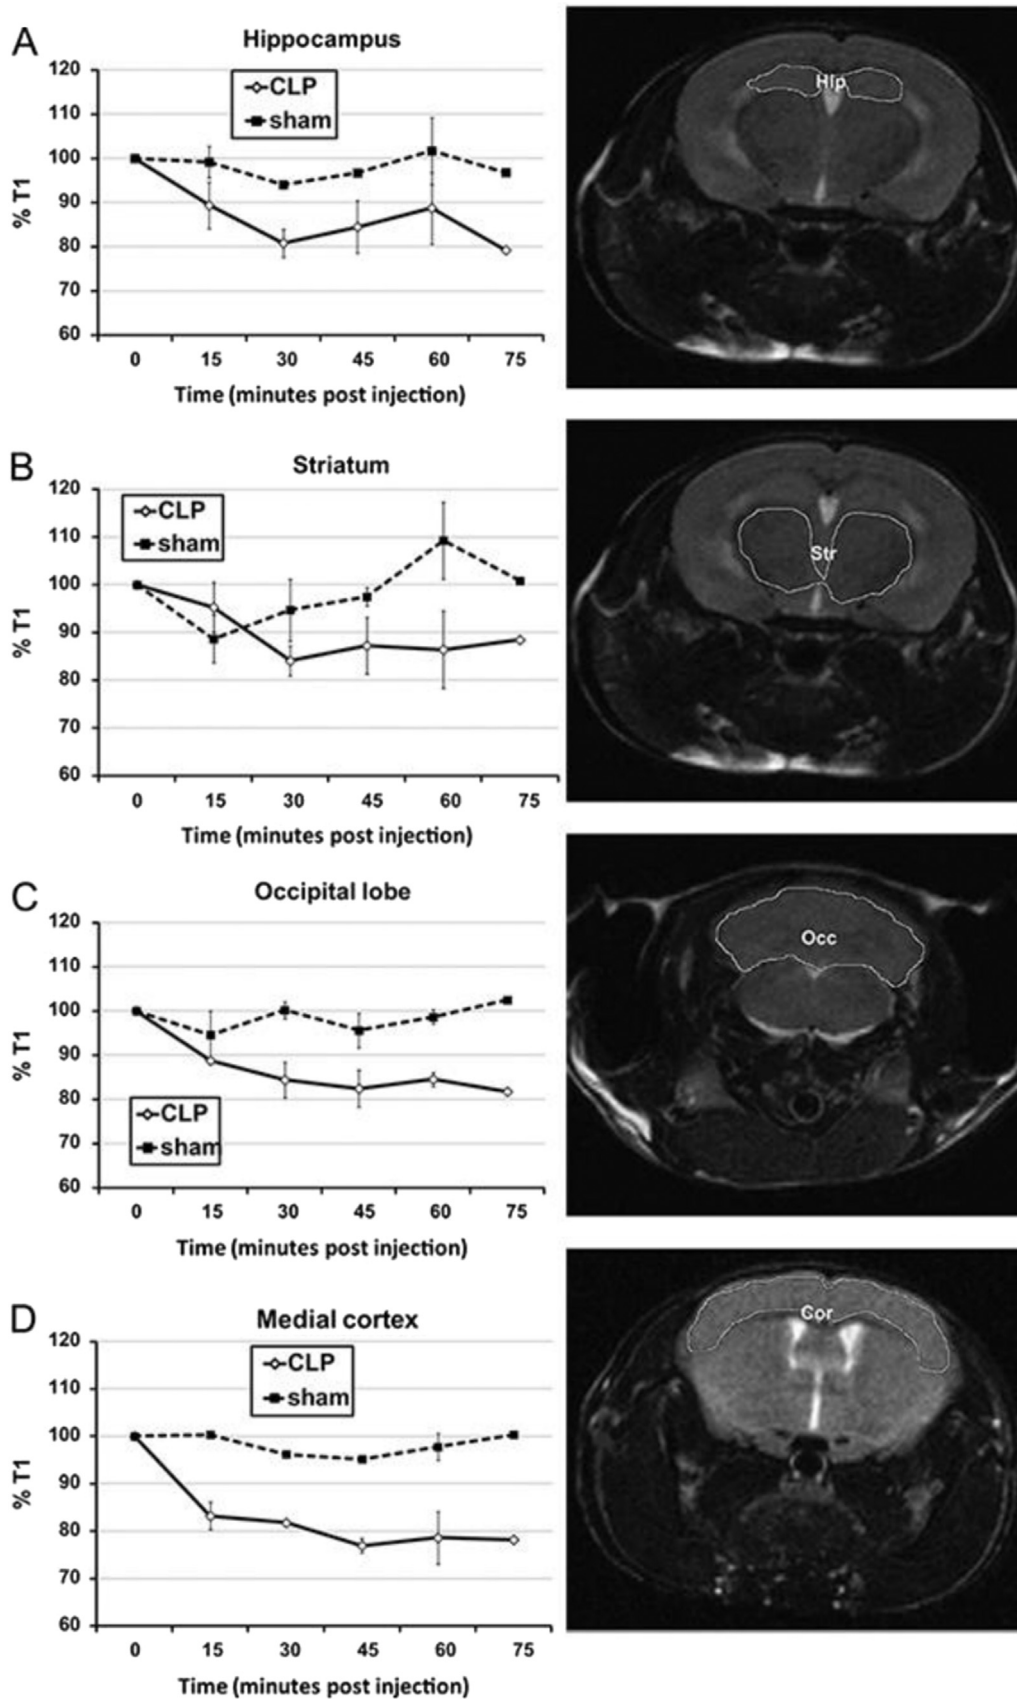 A
Hippocampus
120
110
100
90
80
70
60
% T1
CLP
sham
0 15 30 45 60 75
Time (minutes post injection)
Hip
B
Striatum
120
110
100
90
80
70
60
% T1
CLP
sham
0 15 30 45 60 75
Time (minutes post injection)
Str
C
Occipital lobe
120
110
100
90
80
70
60
% T1
CLP
sham
0 15 30 45 60 75
Time (minutes post injection)
Occ
D
Medial cortex
120
110
100
90
80
70
60
% T1
CLP
sham
0 15 30 45 60 75
Time (minutes post injection)
Cor